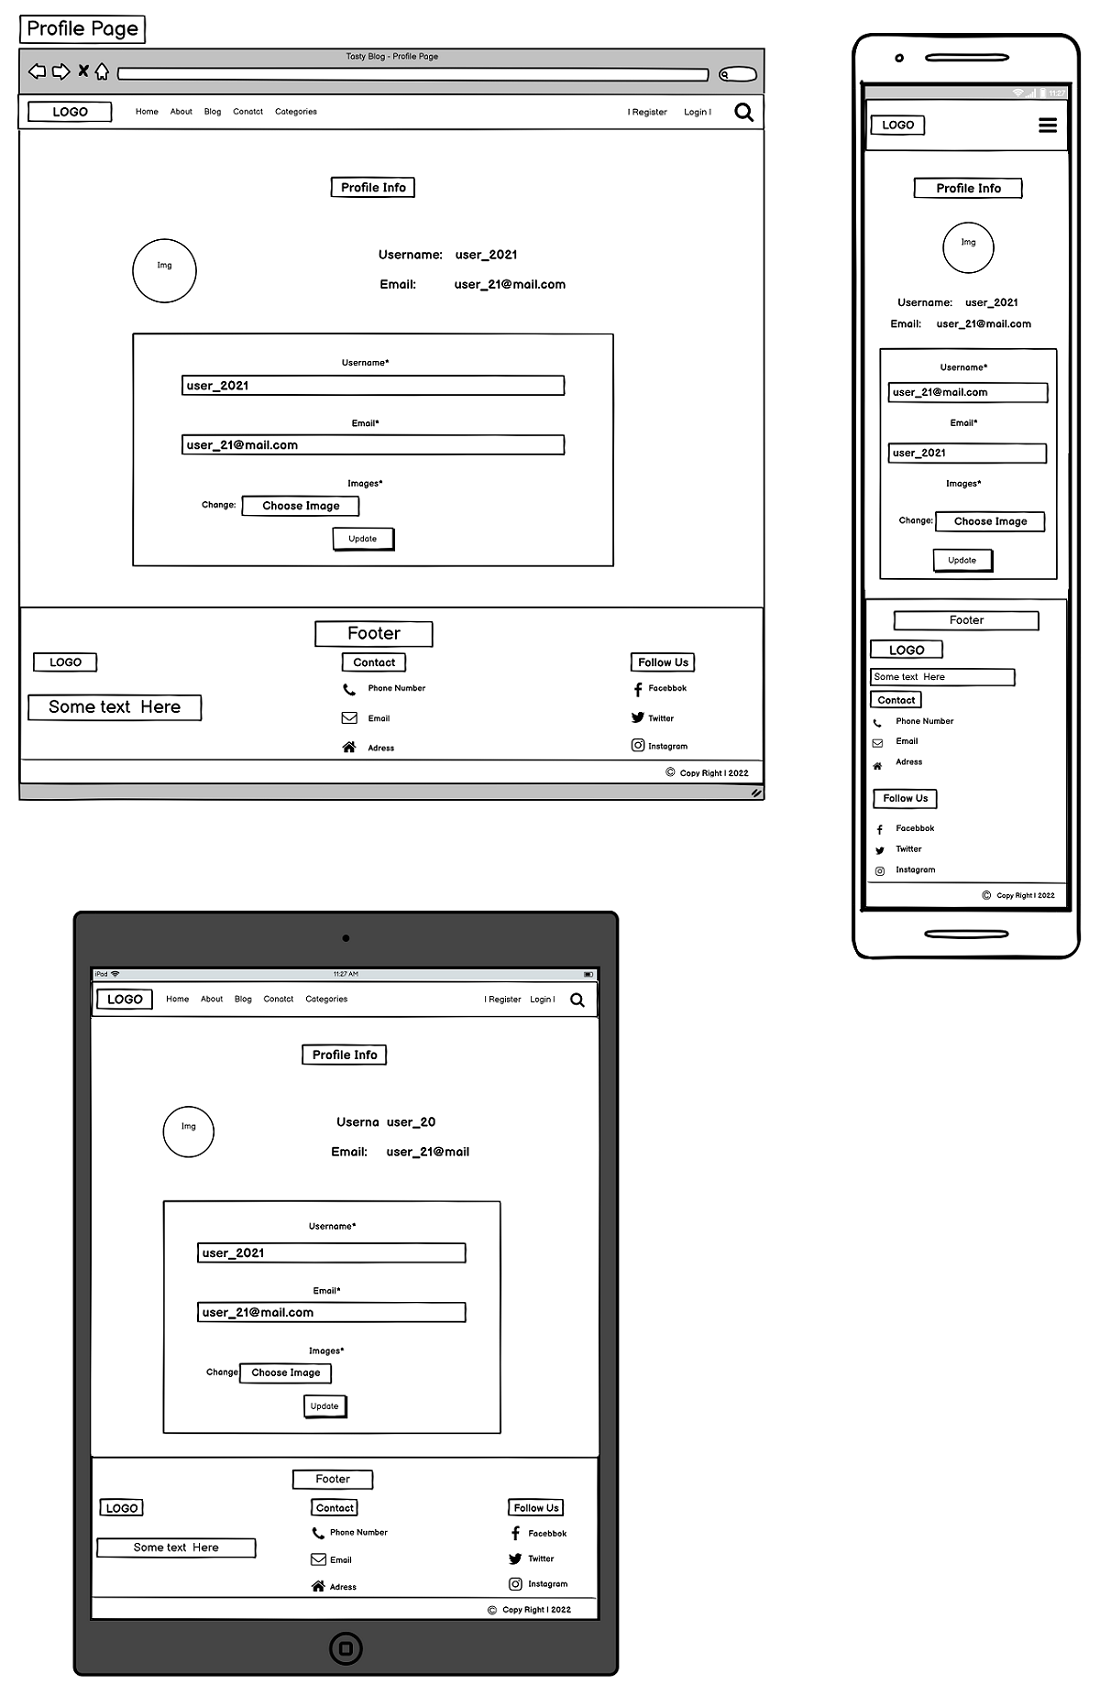 Profile Page
Tasty Blog - Profile Page
LOGO Home About Blog Conatct Categories I Register Login I
Profile Info
Img
Username: user_2021
Email: user_21@mail.com
Username*
user_2021
Email*
user_21@mail.com
Images*
Change: Choose Image
Update
Footer
LOGO Contact Follow Us
Phone Number Facebbok
Some text Here
Email Twitter
Adress Instagram
© Copy Right I 2022
11:27
LOGO
Profile Info
Img
Username: user_2021
Email: user_21@mail.com
Username*
user_21@mail.com
Email*
user_2021
Images*
Change: Choose Image
Update
Footer
LOGO
Some text Here
Contact
Phone Number
Email
Adress
Follow Us
Facebbok
Twitter
Instagram
© Copy Right I 2022
iPod 11:27 AM
LOGO Home About Blog Conatct Categories I Register Login I
Profile Info
Img
Userna user_20
Email: user_21@mail
Username*
user_2021
Email*
user_21@mail.com
Images*
Change Choose Image
Update
Footer
LOGO Contact Follow Us
Phone Number Facebbok
Some text Here
Email Twitter
Adress Instagram
© Copy Right I 2022